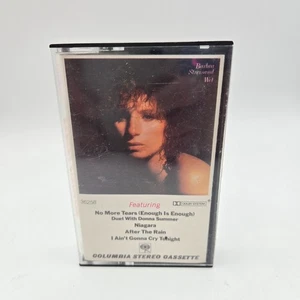 Barbra
Streisand
Wet
Featuring
No More Tears (Enough Is Enough)
Duet With Donna Summer
Niagara
After The Rain
I Ain't Gonna Cry Tonight
COLUMBIA STEREO CASSETTE